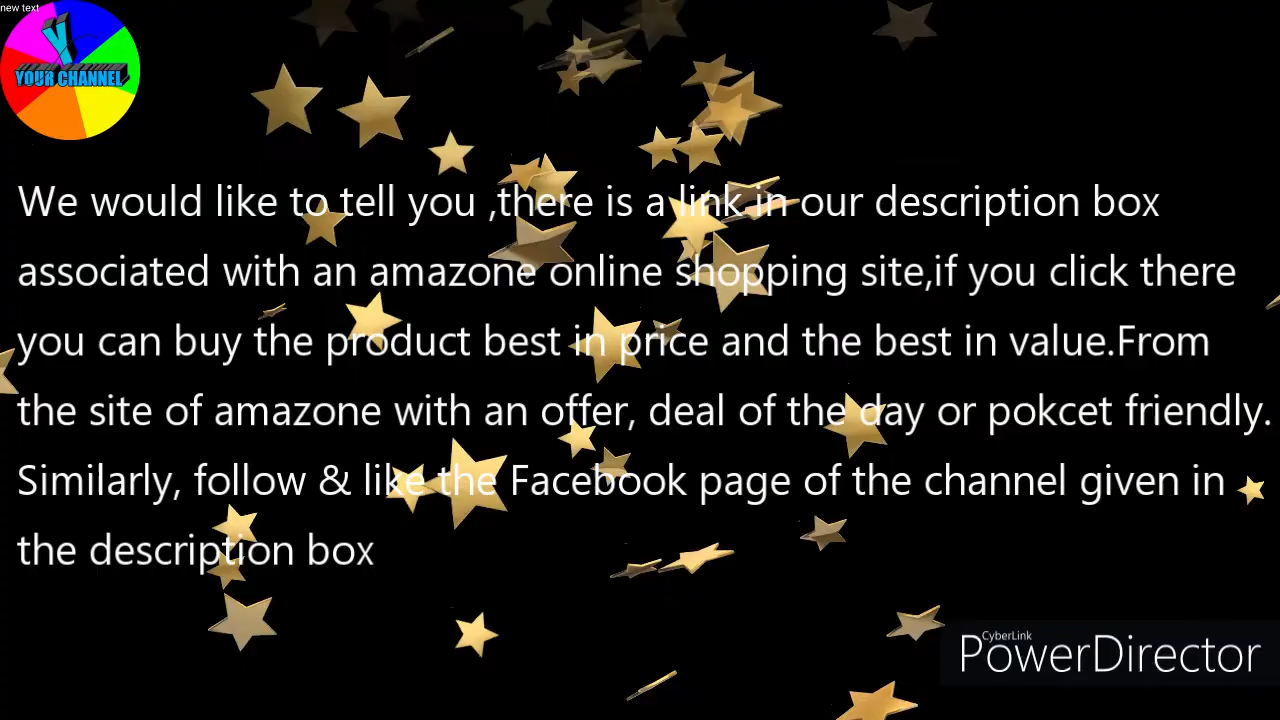 new text
Y
YOUR CHANNEL
We would like to tell you ,there is a link in our description box
associated with an amazone online shopping site,if you click there
you can buy the product best in price and the best in value.From
the site of amazone with an offer, deal of the day or pokcet friendly.
Similarly, follow & like the Facebook page of the channel given in
the description box
CyberLink
PowerDirector